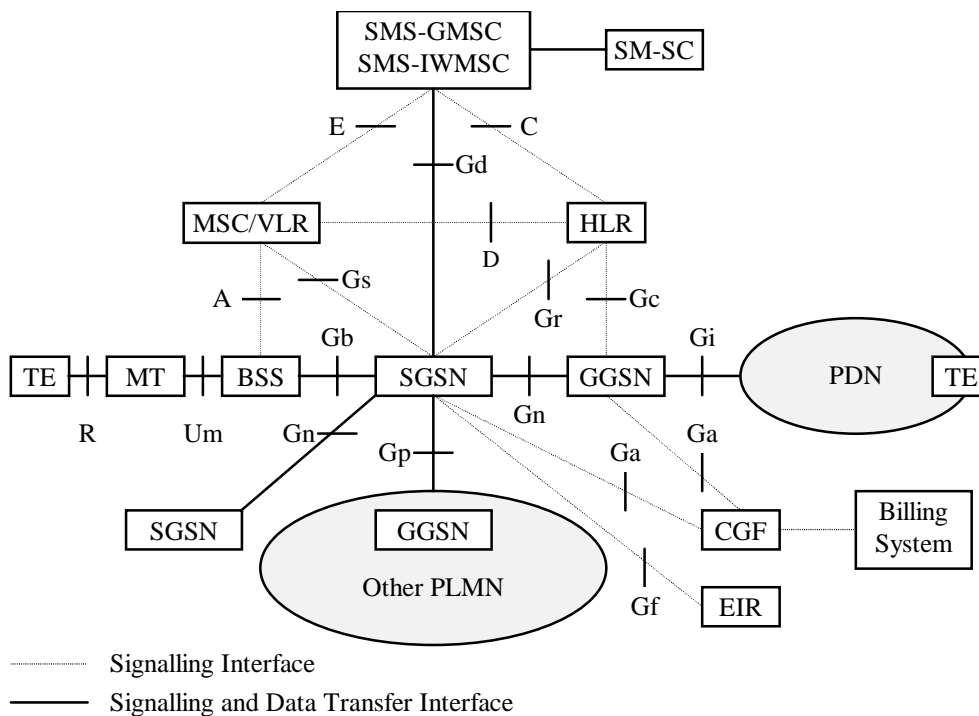 SMS-GMSC
SMS-IWMSC
SM-SC
E
C
Gd
MSC/VLR
HLR
D
Gs
A
Gr
Gc
Gb
Gi
PDN
TE
MT
BSS
SGSN
GGSN
TE
R
Um
Gn
Gn
Ga
Gp
Ga
SGSN
GGSN
CGF
Billing
System
Other PLMN
Gf
EIR
Signalling Interface
Signalling and Data Transfer Interface